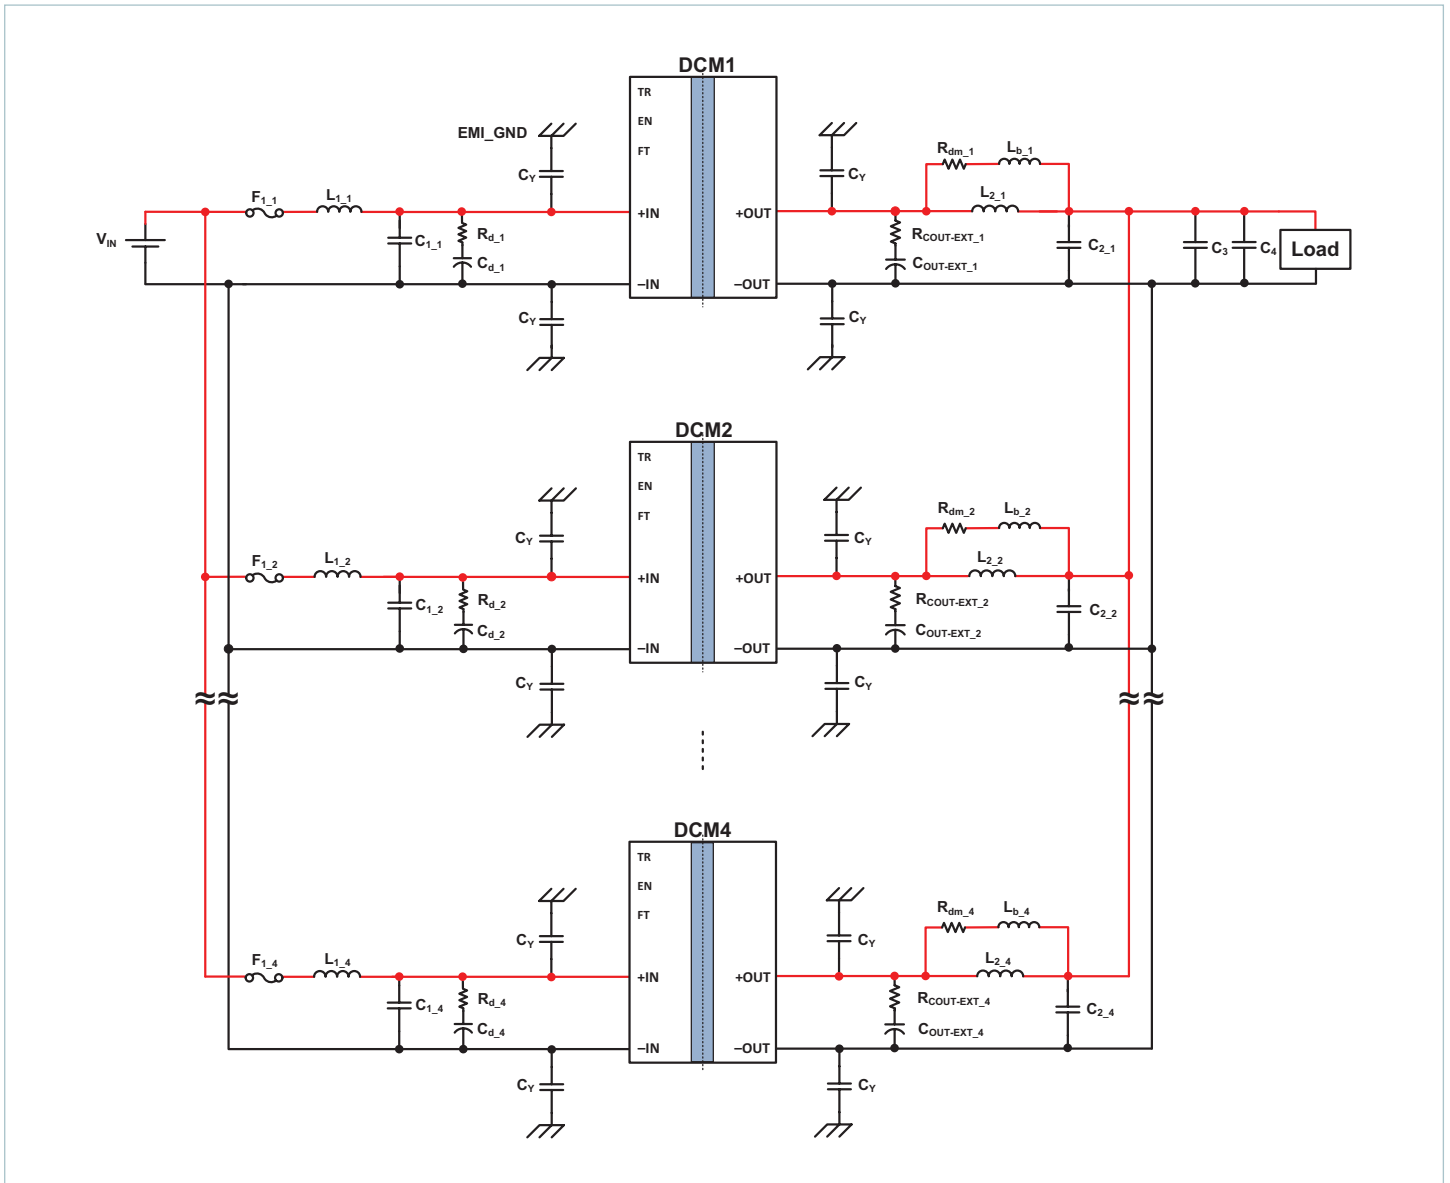 DCM1
TR
EN
FT
EMI_GND
CY
CY
Rdm_1
Lb_1
F1_1
L1_1
L2_1
+IN
+OUT
VIN
C1_1
Rd_1
Cd_1
RCOUT-EXT_1
COUT-EXT_1
C2_1
C3
C4
Load
–IN
–OUT
CY
CY
DCM2
TR
EN
FT
CY
CY
Rdm_2
Lb_2
F1_2
L1_2
L2_2
+IN
+OUT
C1_2
Rd_2
Cd_2
RCOUT-EXT_2
COUT-EXT_2
C2_2
–IN
–OUT
CY
CY
DCM4
TR
EN
FT
CY
CY
Rdm_4
Lb_4
F1_4
L1_4
L2_4
+IN
+OUT
C1_4
Rd_4
Cd_4
RCOUT-EXT_4
COUT-EXT_4
C2_4
–IN
–OUT
CY
CY